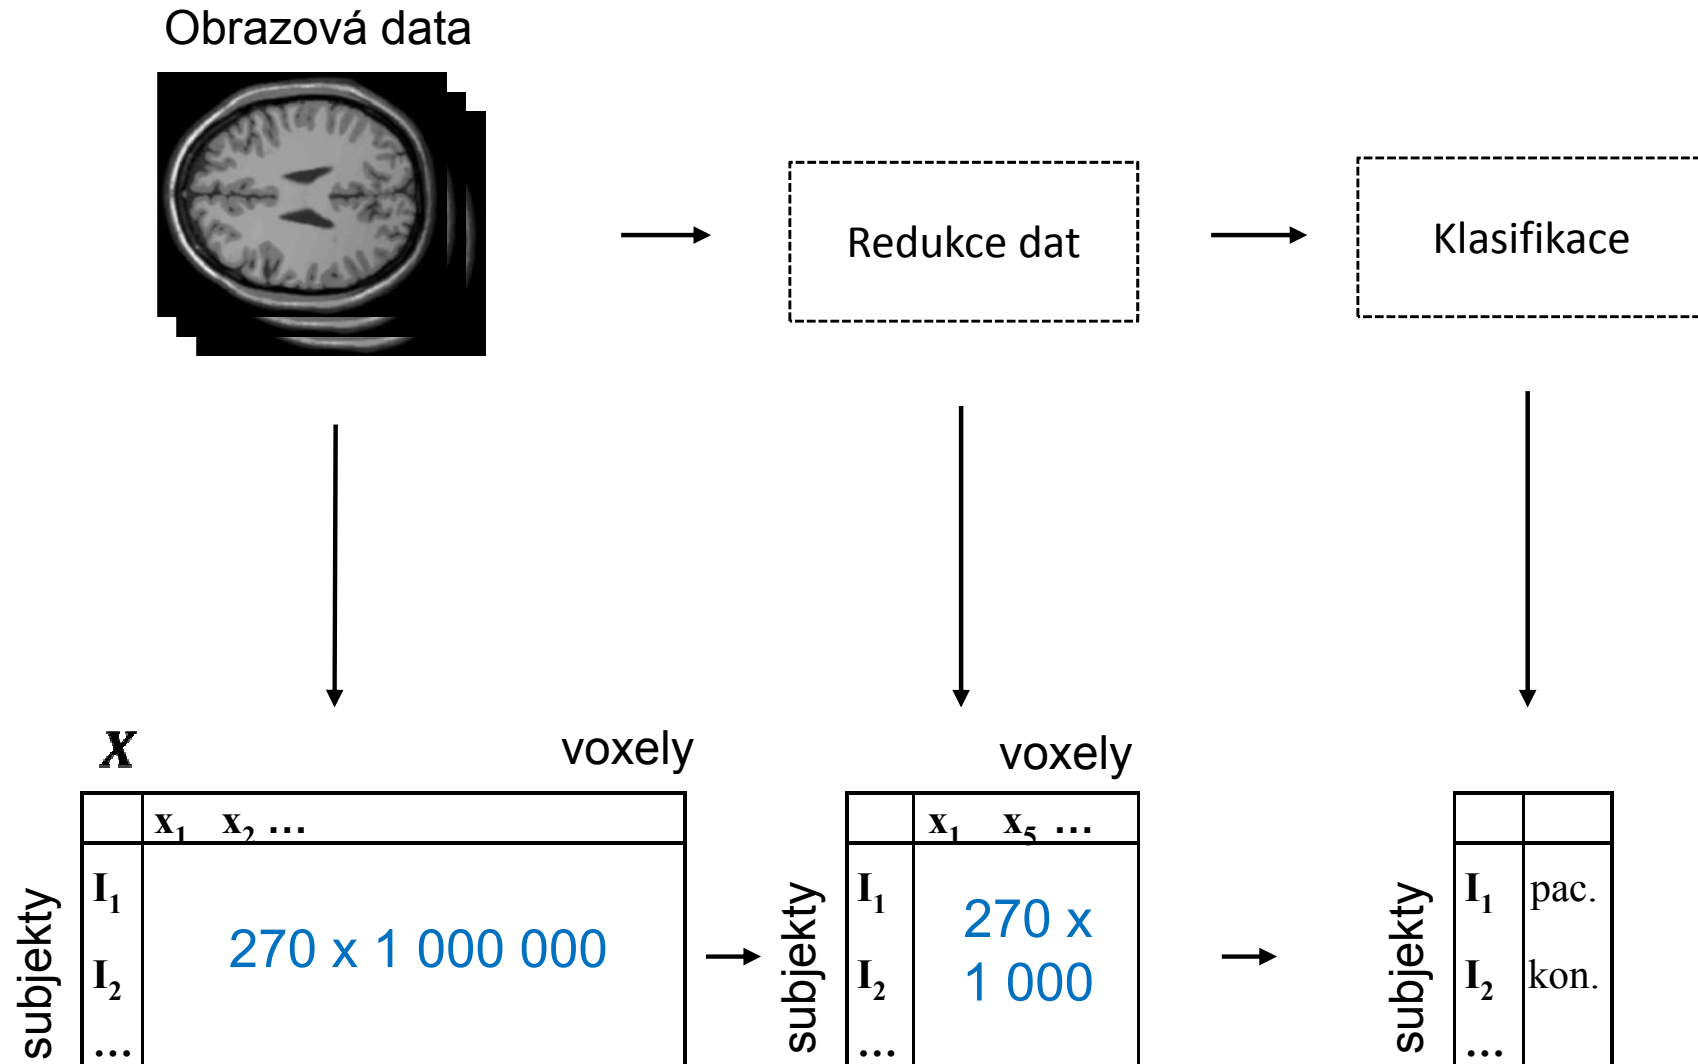 Obrazová data
Redukce dat
Klasifikace
X
voxely
voxely
x1 x2 ...
x1 x5 ...
subjekty
I1
I2
...
270 x 1 000 000
subjekty
I1
I2
...
270 x
1 000
subjekty
I1
pac.
I2
kon.
...